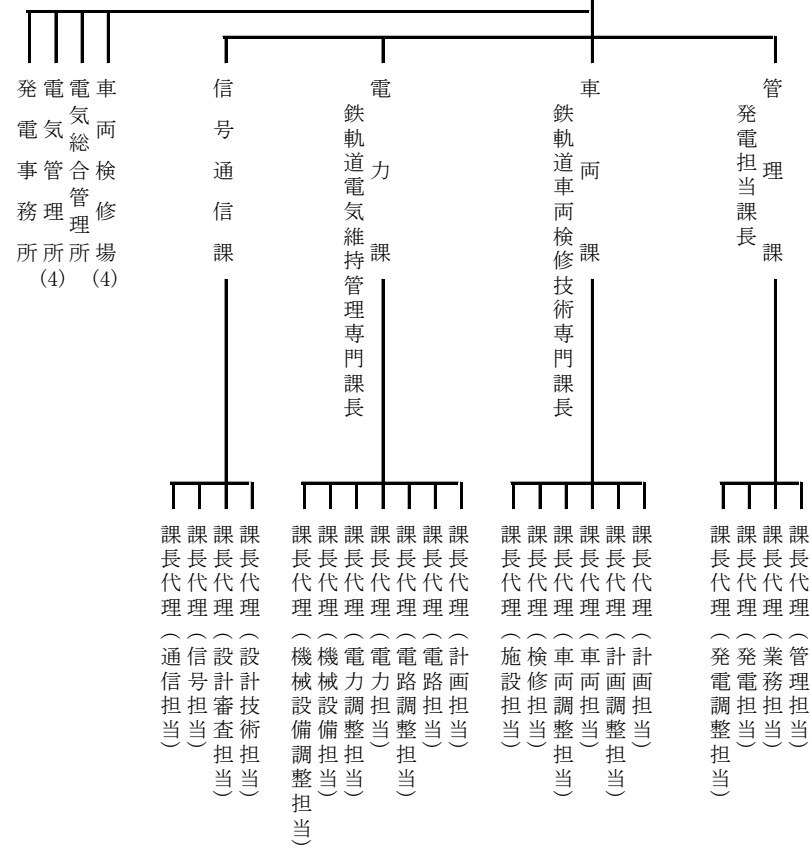 管理課
発電担当課長
車両課
鉄軌道車両検修技術専門課長
電力課
鉄軌道電気維持管理専門課長
信号通信課
車両検修場(4)
電気総合管理所
電気管理所(4)
発電事務所
課長代理(管理担当)
課長代理(業務担当)
課長代理(発電担当)
課長代理(発電調整担当)
課長代理(計画担当)
課長代理(計画調整担当)
課長代理(車両担当)
課長代理(車両調整担当)
課長代理(検修担当)
課長代理(施設担当)
課長代理(計画担当)
課長代理(電路担当)
課長代理(電路調整担当)
課長代理(電力担当)
課長代理(電力調整担当)
課長代理(機械設備担当)
課長代理(機械設備調整担当)
課長代理(設計技術担当)
課長代理(設計審査担当)
課長代理(信号担当)
課長代理(通信担当)